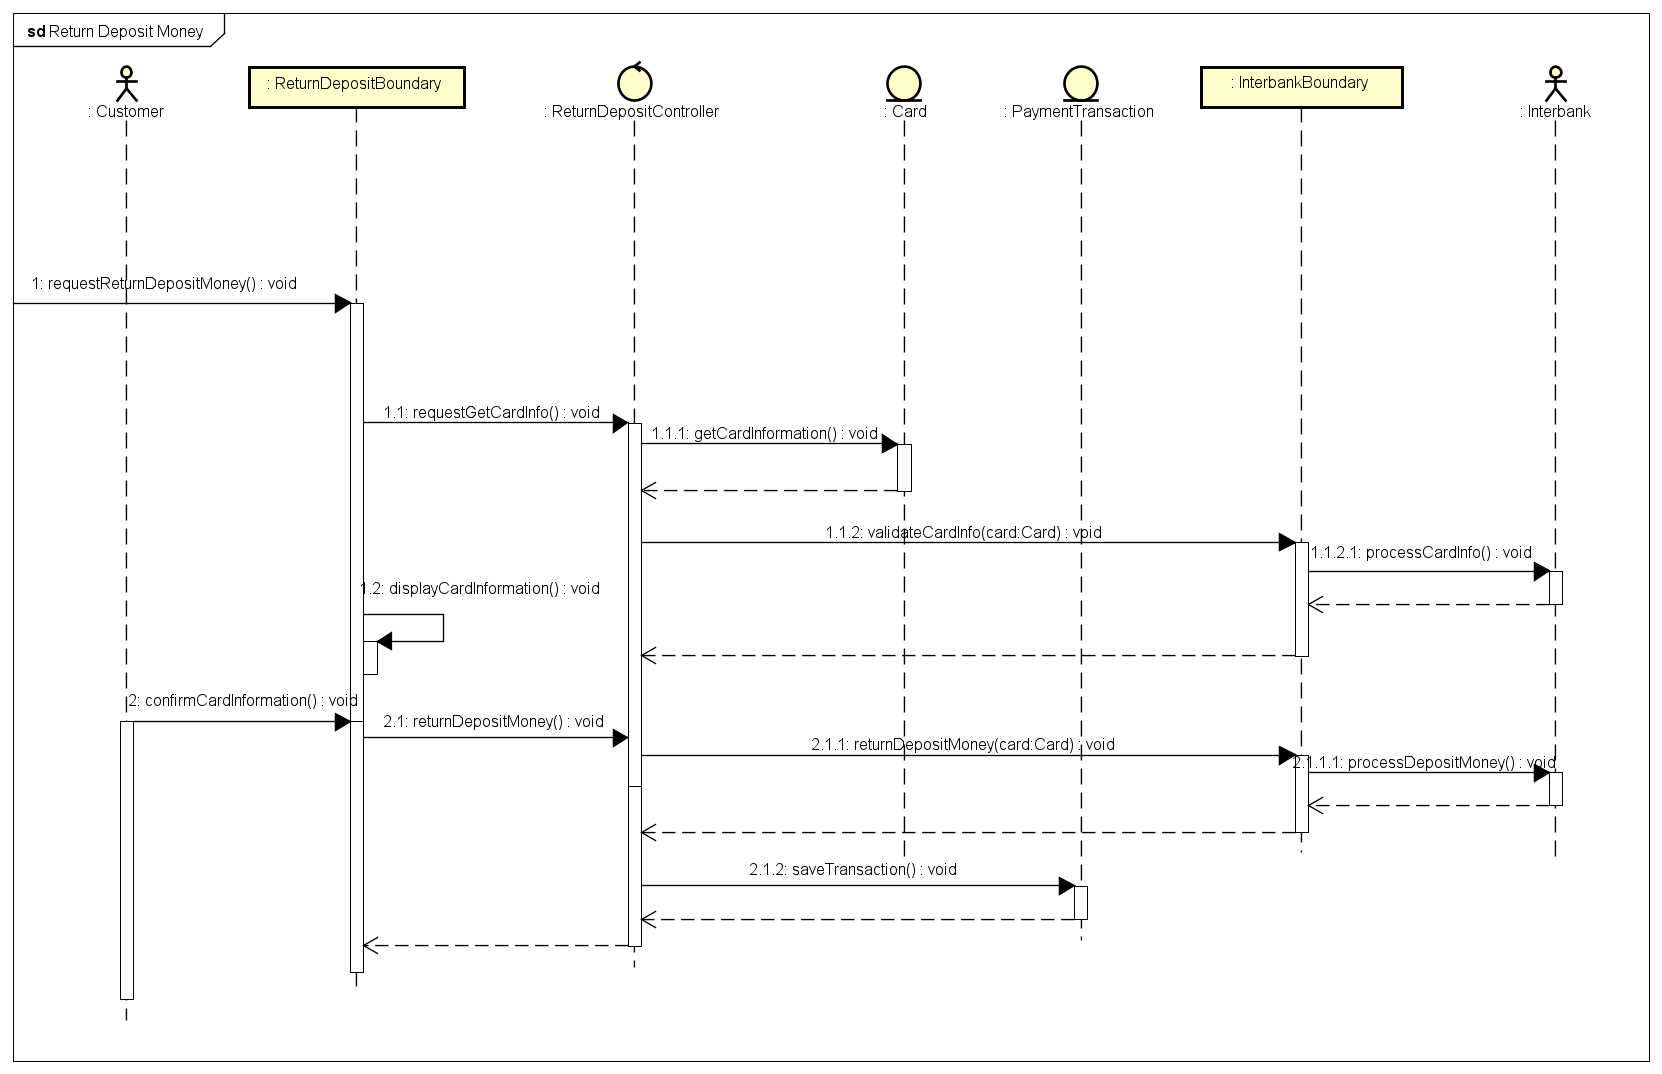 sd Return Deposit Money
: Customer
: ReturnDepositBoundary
: ReturnDepositController
: Card
: PaymentTransaction
: InterbankBoundary
: Interbank
1: requestReturnDepositMoney() : void
1.1: requestGetCardInfo() : void
1.1.1: getCardInformation() : void
1.1.2: validateCardInfo(card:Card) : void
1.1.2.1: processCardInfo() : void
1.2: displayCardInformation() : void
2: confirmCardInformation() : void
2.1: returnDepositMoney() : void
2.1.1: returnDepositMoney(card:Card) : void
2.1.1.1: processDepositMoney() : void
2.1.2: saveTransaction() : void